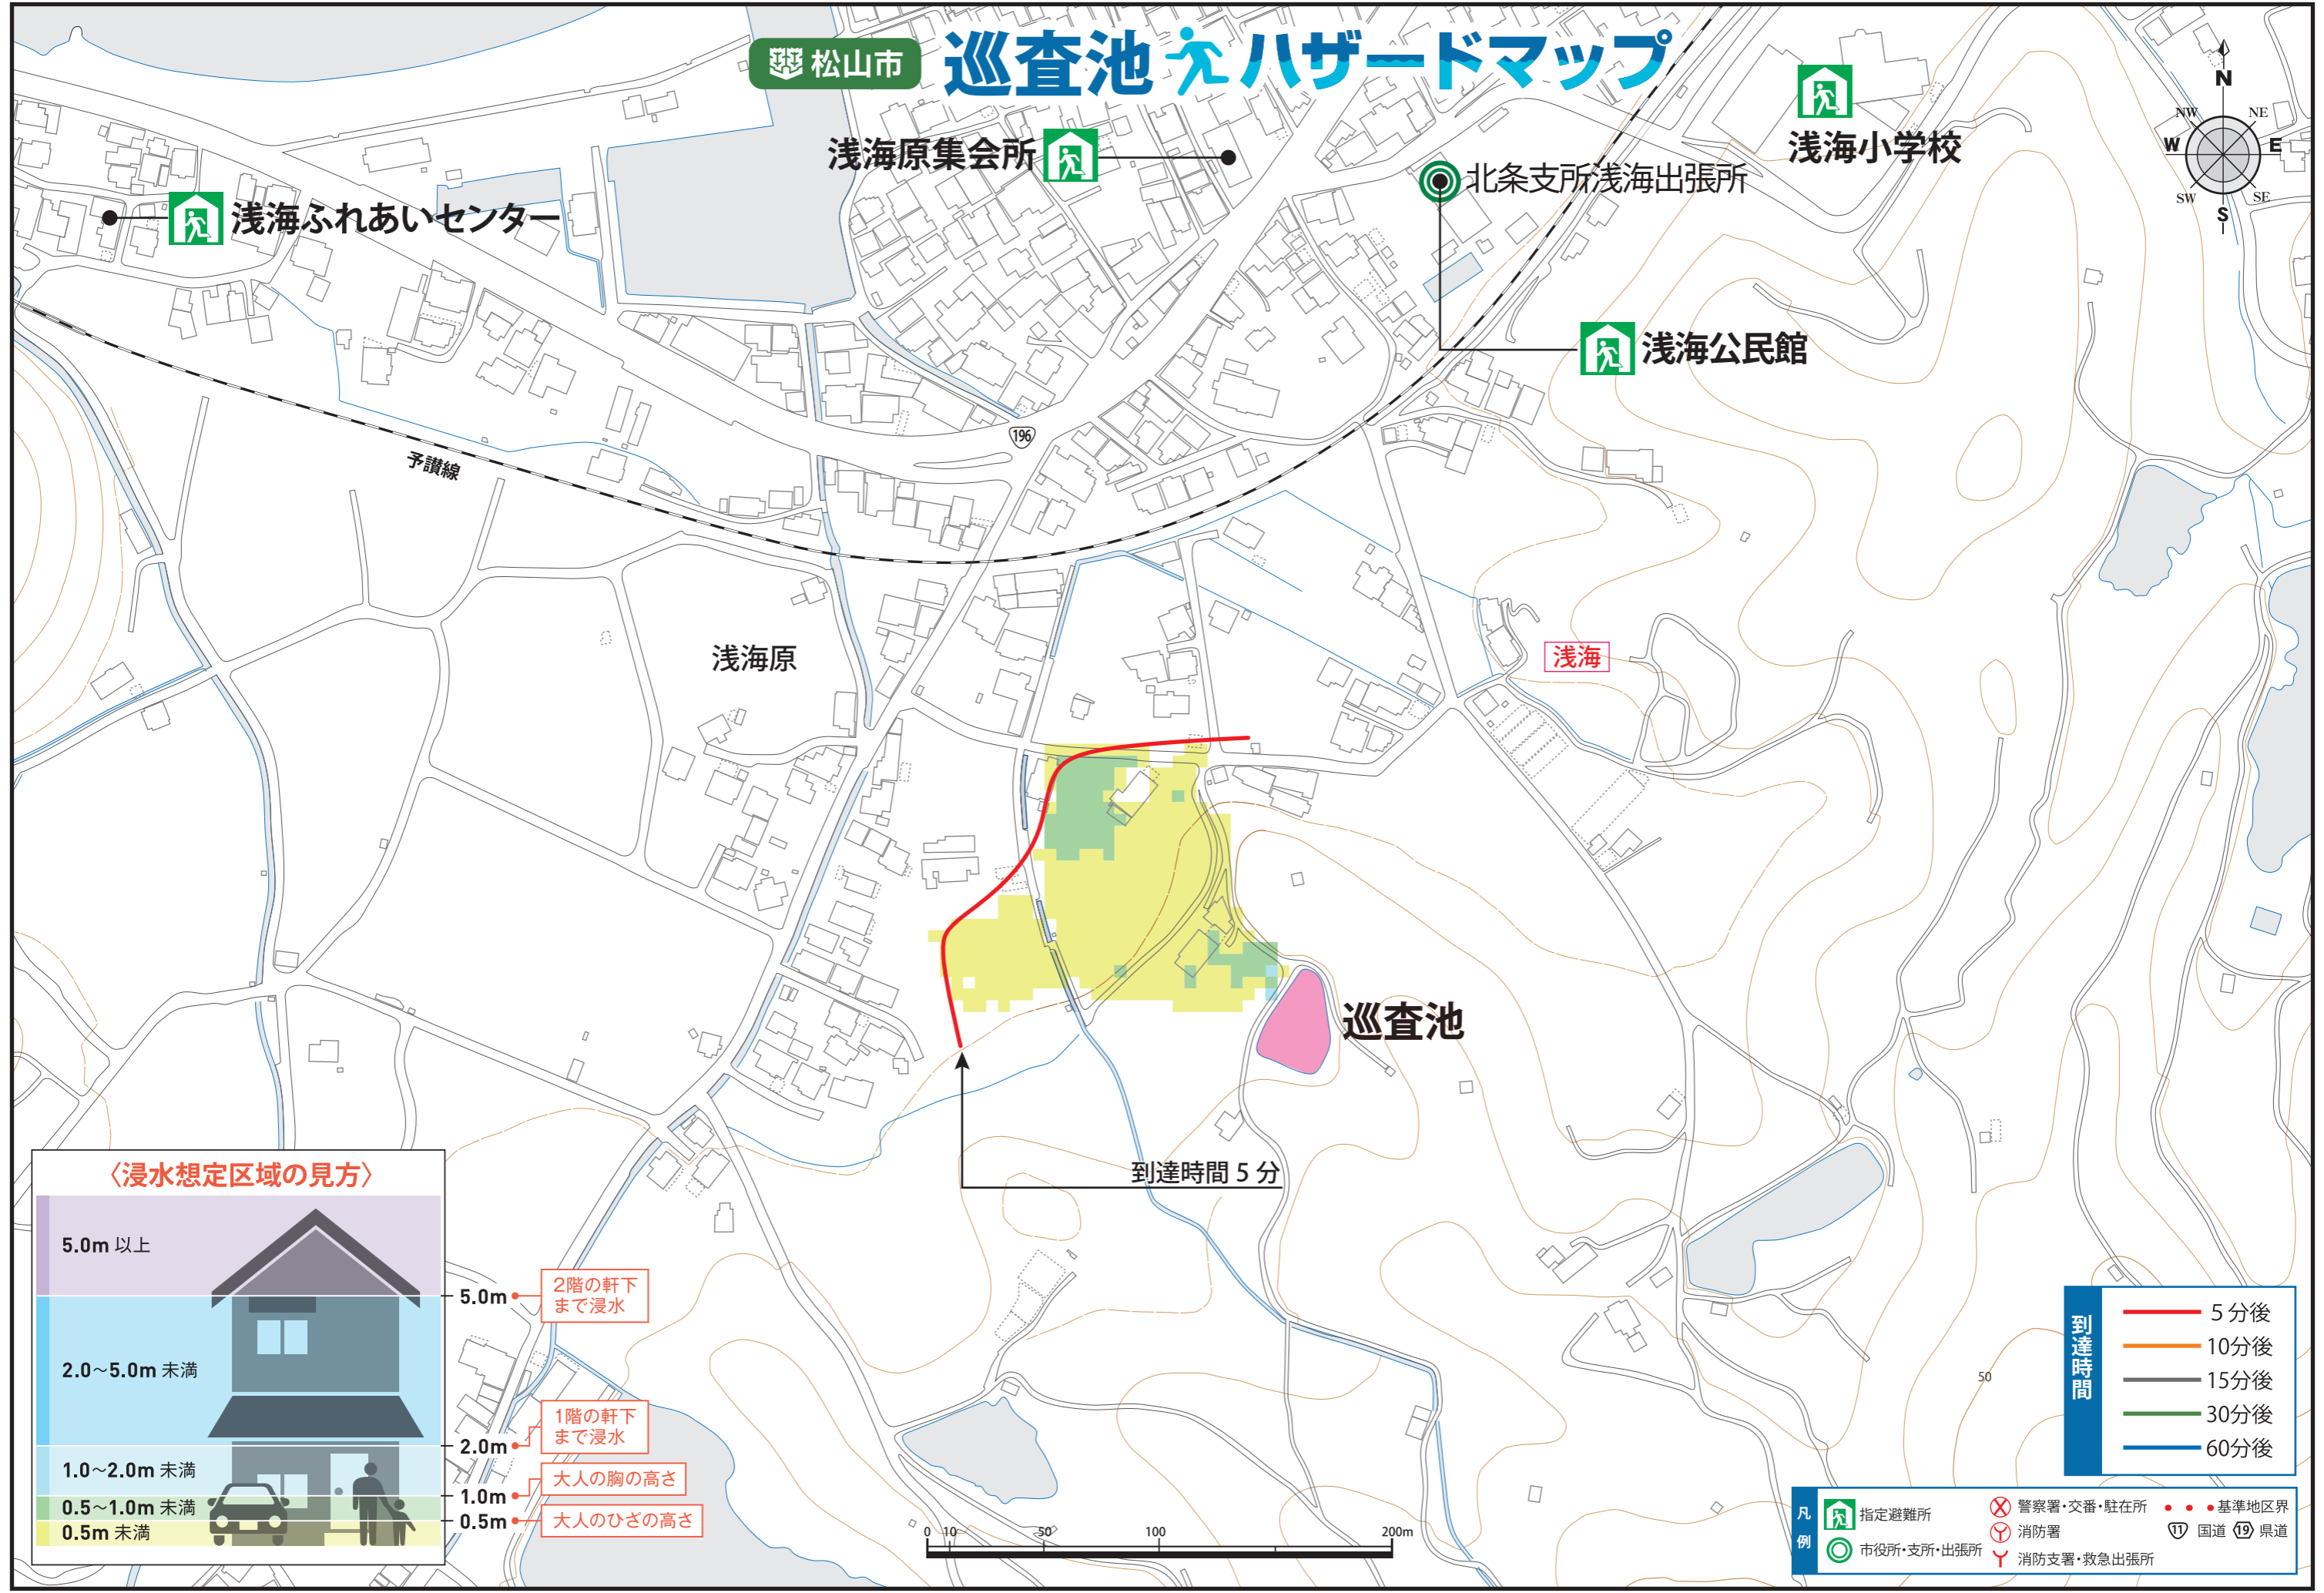 松山市
巡査池ハザードマップ
浅海小学校
N
NW
NE
W
E
SW
SE
S
浅海原集会所
北条支所浅海出張所
浅海ふれあいセンター
浅海公民館
196
予讃線
浅海原
浅海
巡査池
到達時間 5 分
〈浸水想定区域の見方〉
5.0m 以上
2.0～5.0m 未満
1.0～2.0m 未満
0.5～1.0m 未満
0.5m 未満
5.0m
2階の軒下
まで浸水
2.0m
1階の軒下
まで浸水
1.0m
大人の胸の高さ
0.5m
大人のひざの高さ
0 10 50 100 200m
50
到達時間
5分後
10分後
15分後
30分後
60分後
凡例
指定避難所
市役所・支所・出張所
警察署・交番・駐在所
消防署
消防支署・救急出張所
基準地区界
11 国道 19 県道